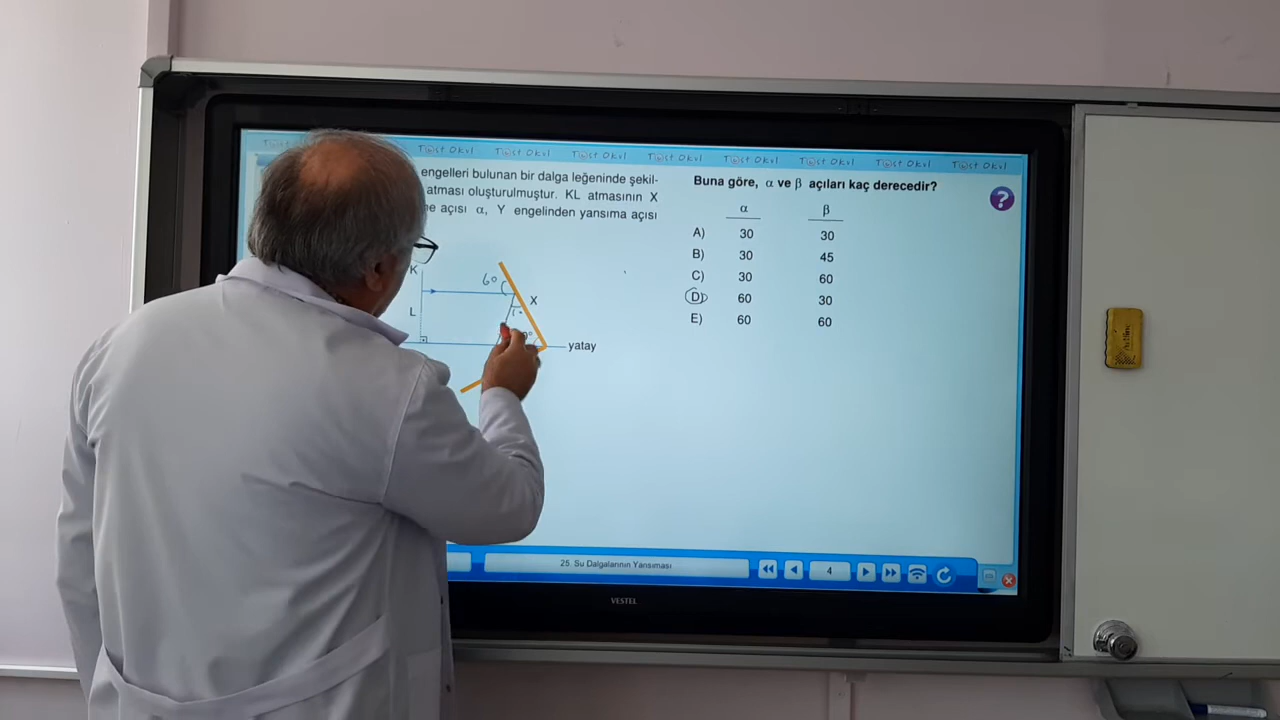 Test Okul Test Okul Test Okul Test Okul Test Okul Test Okul Test Okul Test Okul
engelleri bulunan bir dalga leğeninde şekil-
atması oluşturulmuştur. KL atmasının X
açısı α, Y engelinden yansıma açısı
K
60
L
X
yatay
Buna göre, α ve β açıları kaç derecedir?
α β
A) 30 30
B) 30 45
C) 30 60
D) 60 30
E) 60 60
?
25. Su Dalgalarının Yansıması
4
VESTEL